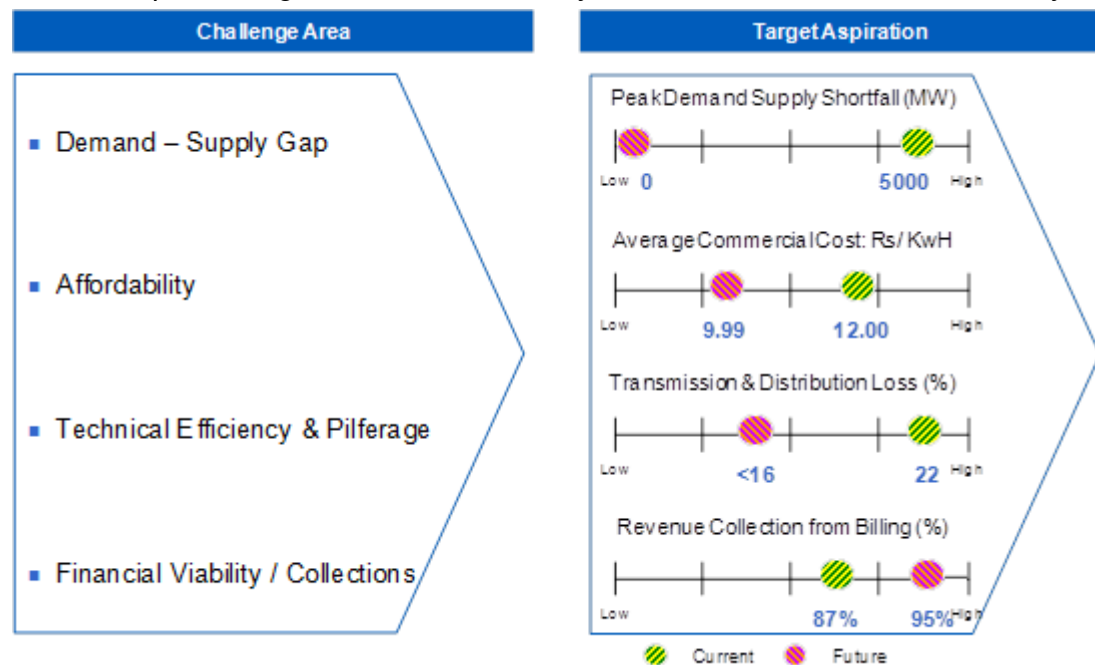 Challenge Area
Target Aspiration
Demand – Supply Gap
Affordability
Technical Efficiency & Pilferage
Financial Viability / Collections
Peak Demand Supply Shortfall (MW)
Low 0 5000 High
Average Commercial Cost: Rs/ KwH
Low 9.99 12.00 High
Transmission & Distribution Loss (%)
Low <16 22 High
Revenue Collection from Billing (%)
Low 87% 95% High
Current Future